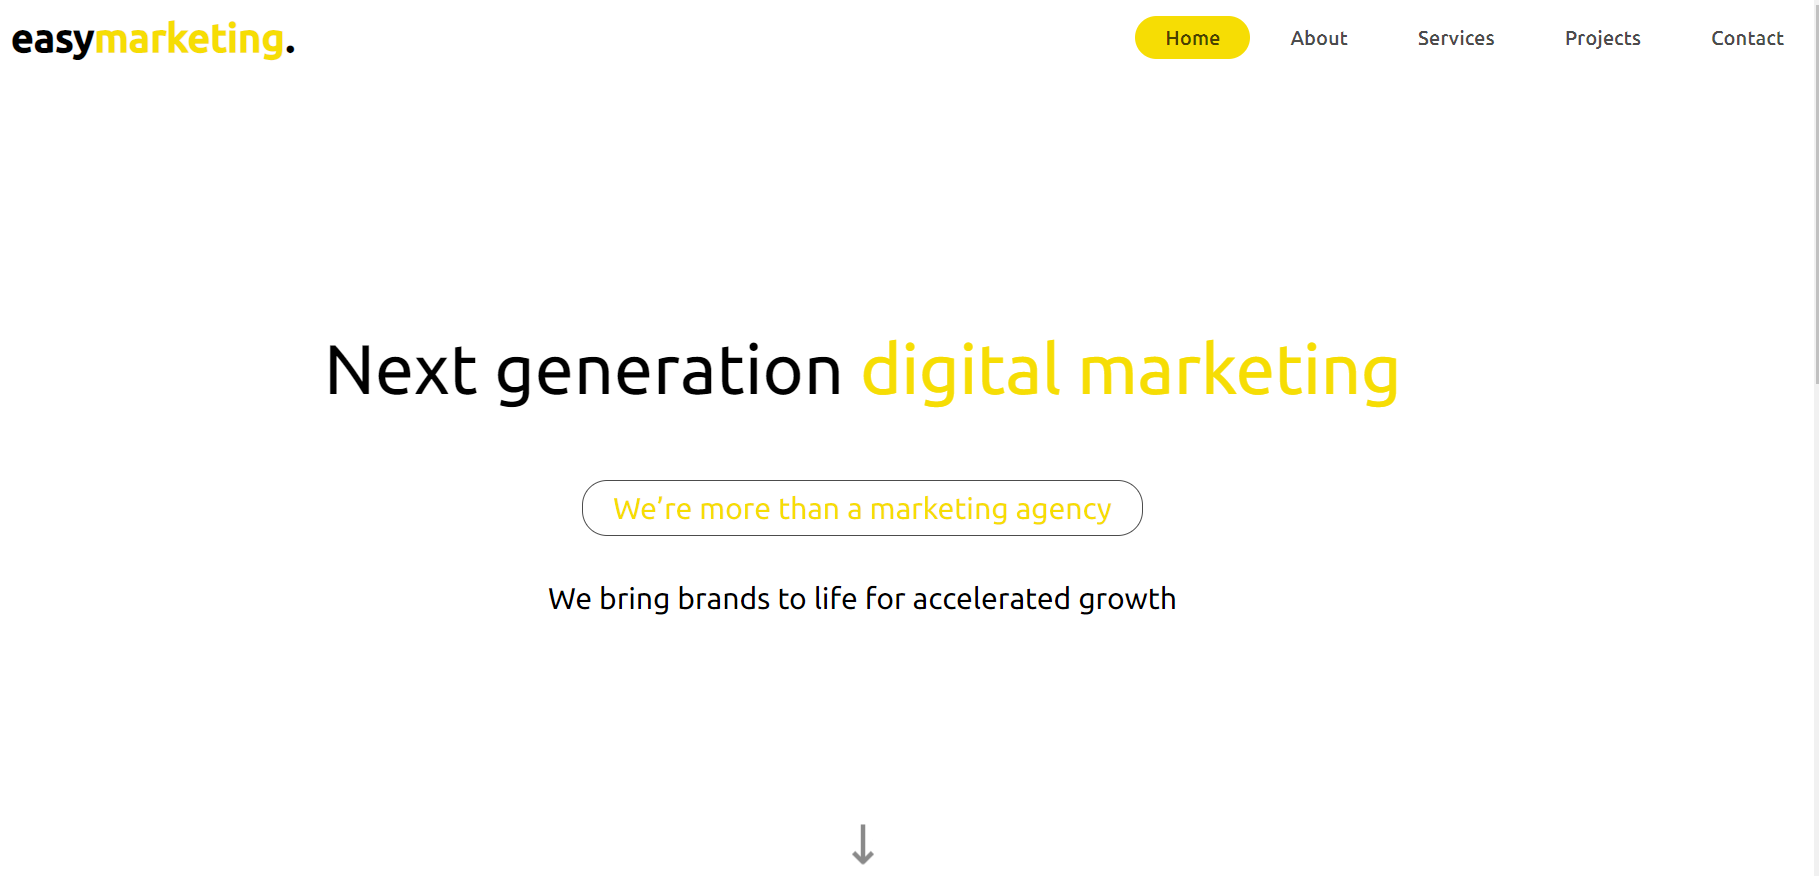 easymarketing.
Home About Services Projects Contact
Next generation digital marketing
We’re more than a marketing agency
We bring brands to life for accelerated growth